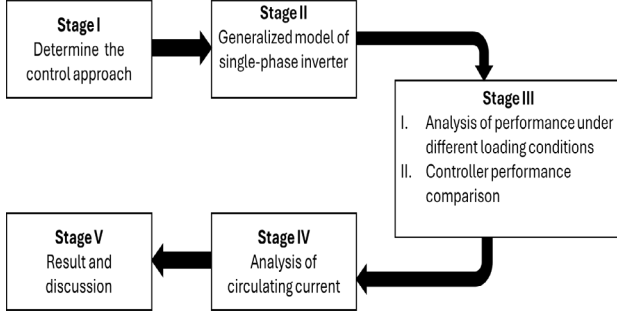 Stage I
Determine the
control approach
Stage II
Generalized model of
single-phase inverter
Stage III
I. Analysis of performance under
different loading conditions
II. Controller performance
comparison
Stage IV
Analysis of
circulating current
Stage V
Result and
discussion